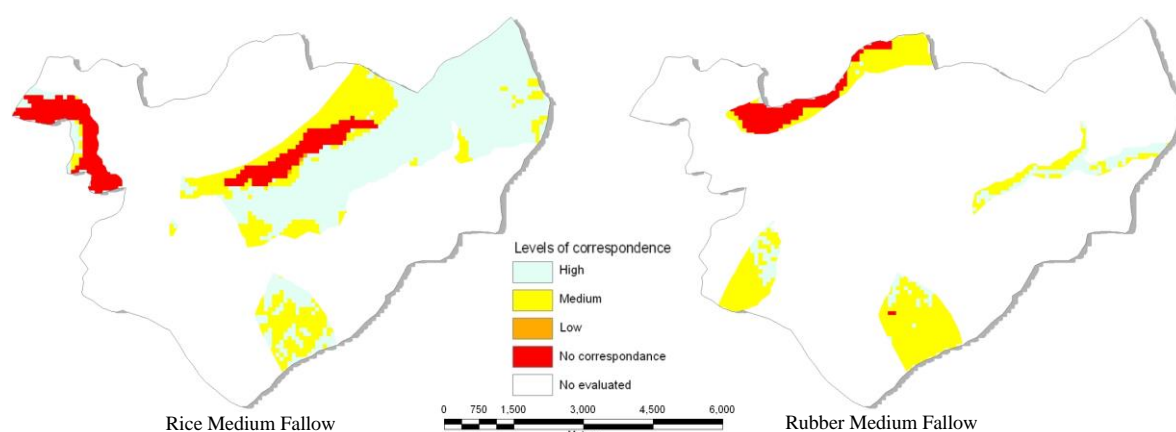 Levels of correspondence
High
Medium
Low
No correspondance
No evaluated
0 750 1,500 3,000 4,500 6,000
Rice Medium Fallow
Rubber Medium Fallow